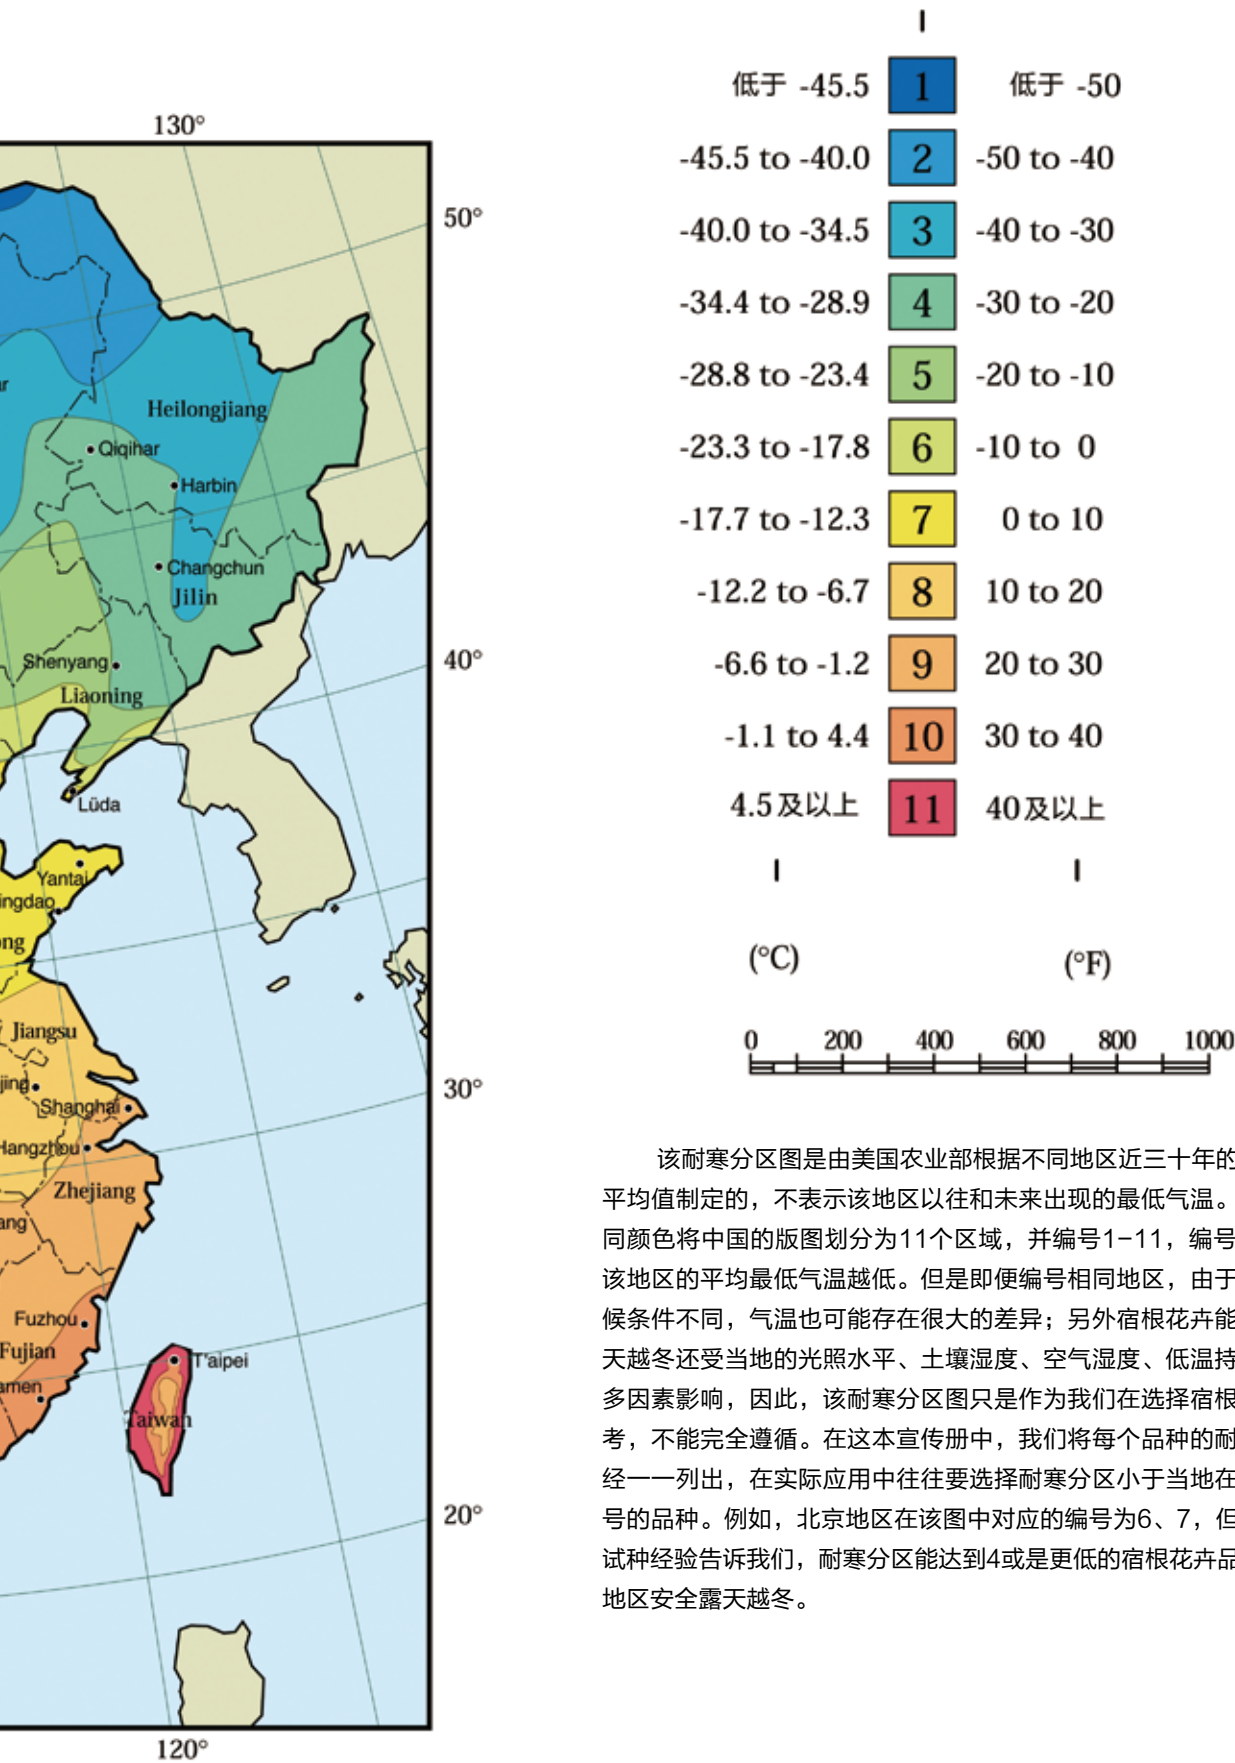 130°
50°
Heilongjiang
Qiqihar
Harbin
Changchun
Jilin
Shenyang
Liaoning
40°
Lüda
Yantai
ingdao
ong
Jiangsu
jing
Shanghai
30°
Hangzhou
Zhejiang
ang
Fuzhou
Fujian
amen
T'aipei
Taiwan
20°
120°
低于 -45.5 1 低于 -50
-45.5 to -40.0 2 -50 to -40
-40.0 to -34.5 3 -40 to -30
-34.4 to -28.9 4 -30 to -20
-28.8 to -23.4 5 -20 to -10
-23.3 to -17.8 6 -10 to 0
-17.7 to -12.3 7 0 to 10
-12.2 to -6.7 8 10 to 20
-6.6 to -1.2 9 20 to 30
-1.1 to 4.4 10 30 to 40
4.5及以上 11 40及以上
(°C) (°F)
0 200 400 600 800 1000
该耐寒分区图是由美国农业部根据不同地区近三十年的
平均值制定的，不表示该地区以往和未来出现的最低气温。
同颜色将中国的版图划分为11个区域，并编号1-11，编号
该地区的平均最低气温越低。但是即便编号相同地区，由于
候条件不同，气温也可能存在很大的差异；另外宿根花卉能
天越冬还受当地的光照水平、土壤湿度、空气湿度、低温持
多因素影响，因此，该耐寒分区图只是作为我们在选择宿根
考，不能完全遵循。在这本宣传册中，我们将每个品种的耐
经一一列出，在实际应用中往往要选择耐寒分区小于当地在
号的品种。例如，北京地区在该图中对应的编号为6、7，但
试种经验告诉我们，耐寒分区能达到4或是更低的宿根花卉品
地区安全露天越冬。